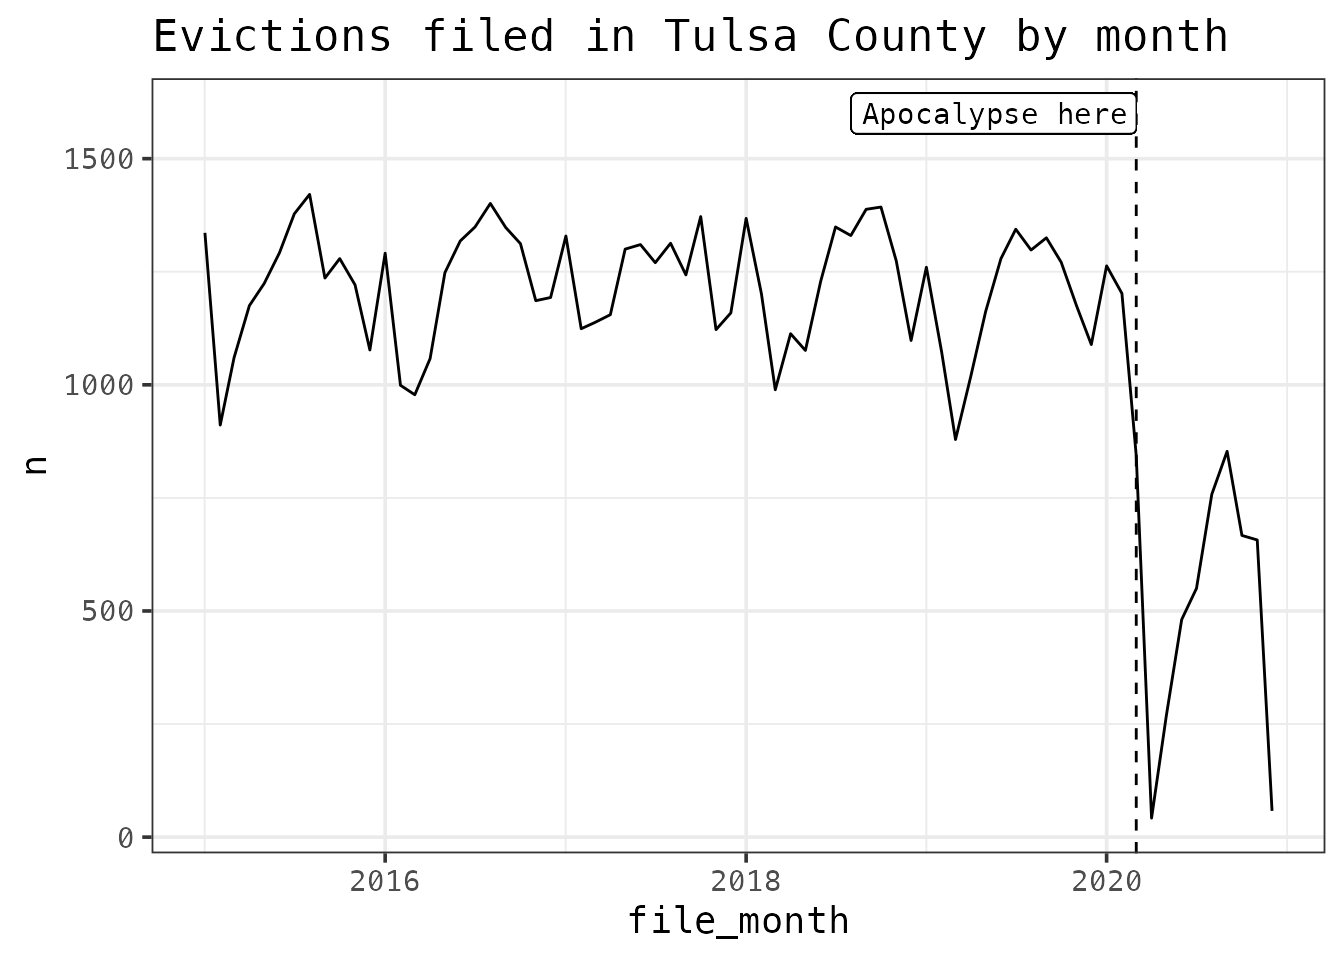 Evictions filed in Tulsa County by month
Apocalypse here
1500
1000
500
0
n
2016 2018 2020
file_month